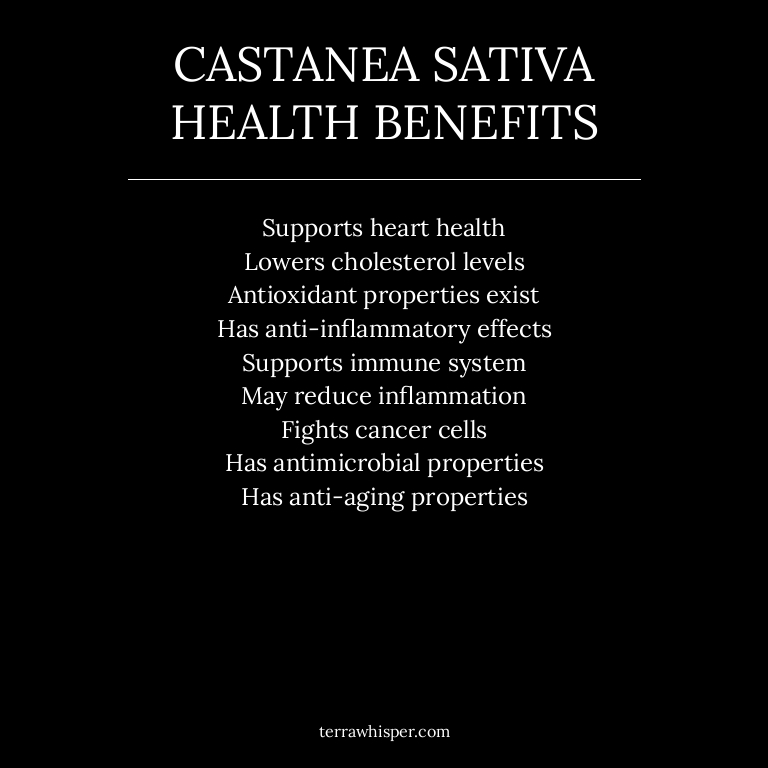 CASTANEA SATIVA
HEALTH BENEFITS
Supports heart health
Lowers cholesterol levels
Antioxidant properties exist
Has anti-inflammatory effects
Supports immune system
May reduce inflammation
Fights cancer cells
Has antimicrobial properties
Has anti-aging properties
terrawhisper.com